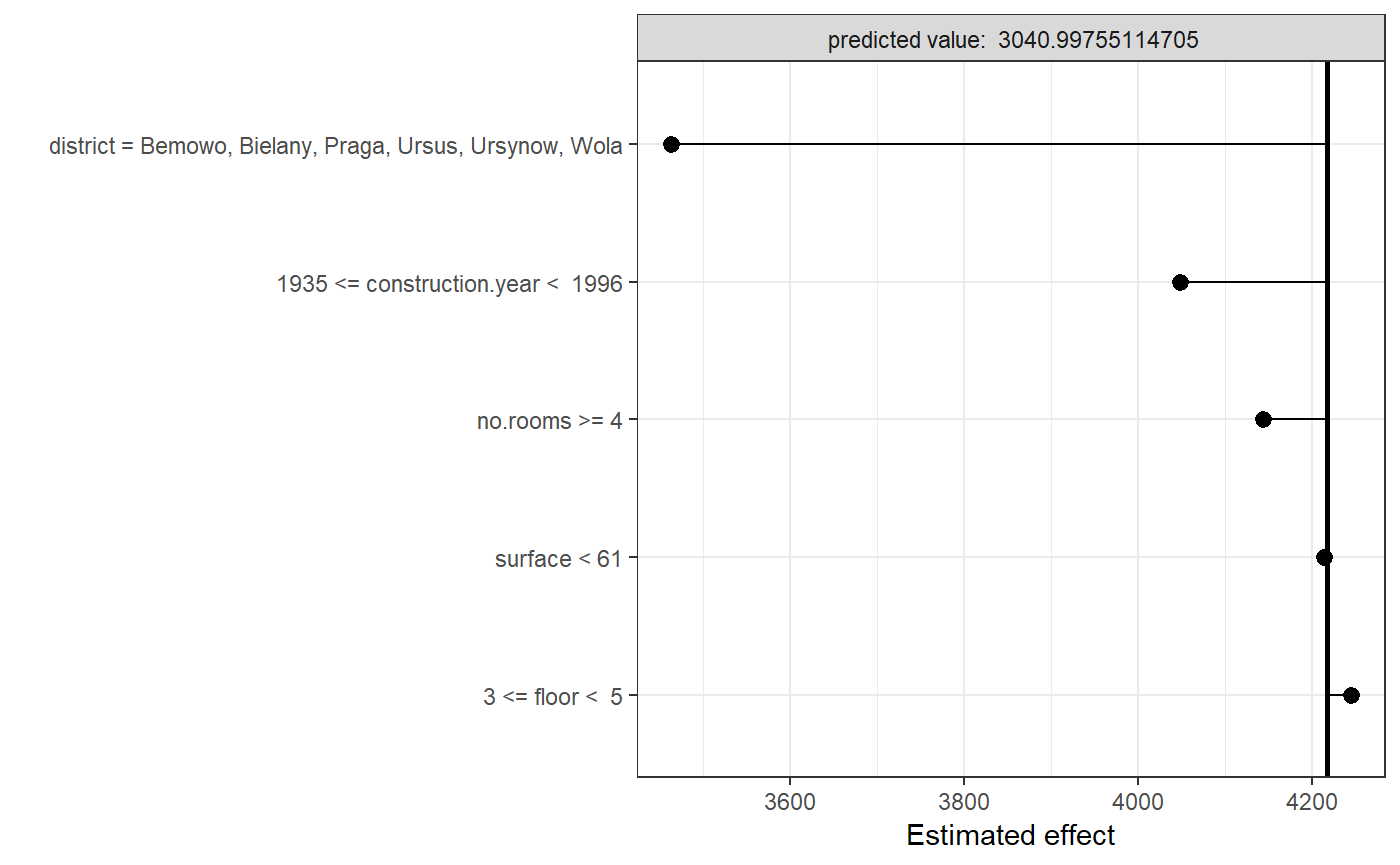 predicted value:  3040.99755114705
district = Bemowo, Bielany, Praga, Ursus, Ursynow, Wola
1935 <= construction.year <  1996
no.rooms >= 4
surface < 61
3 <= floor <  5
3600 3800 4000 4200
Estimated effect